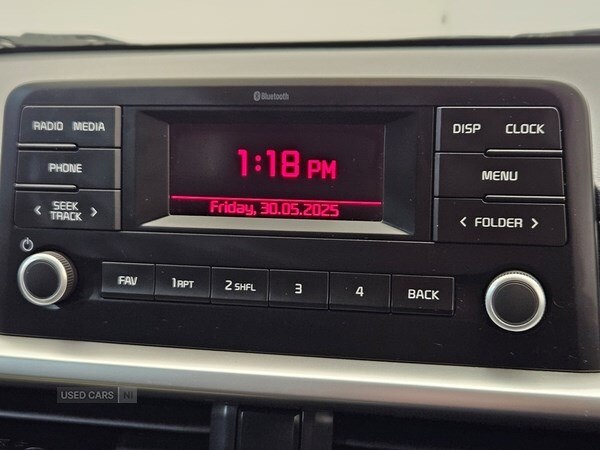 Bluetooth
RADIO MEDIA
DISP CLOCK
1:18 PM
PHONE
MENU
Friday, 30.05.2025
< SEEK TRACK >
< FOLDER >
FAV
1 RPT
2 SHFL
3
4
BACK
USED CARS NI